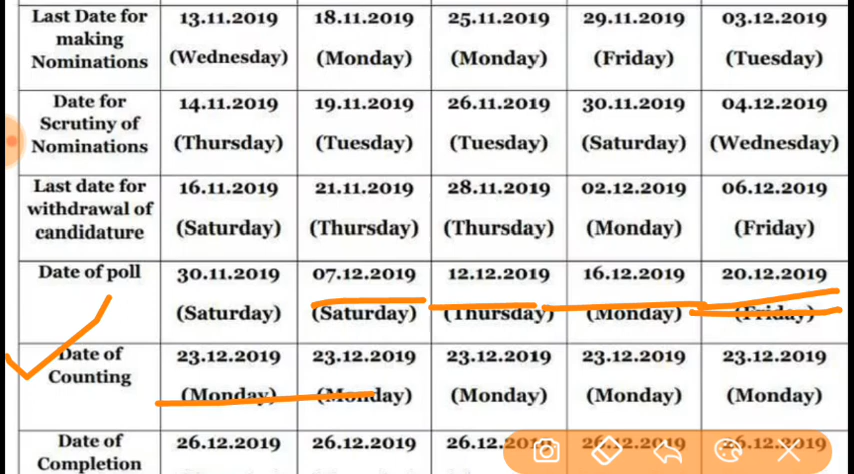 Last Date for making Nominations 13.11.2019 (Wednesday) 18.11.2019 (Monday) 25.11.2019 (Monday) 29.11.2019 (Friday) 03.12.2019 (Tuesday)
Date for Scrutiny of Nominations 14.11.2019 (Thursday) 19.11.2019 (Tuesday) 26.11.2019 (Tuesday) 30.11.2019 (Saturday) 04.12.2019 (Wednesday)
Last date for withdrawal of candidature 16.11.2019 (Saturday) 21.11.2019 (Thursday) 28.11.2019 (Thursday) 02.12.2019 (Monday) 06.12.2019 (Friday)
Date of poll 30.11.2019 (Saturday) 07.12.2019 (Saturday) 12.12.2019 (Thursday) 16.12.2019 (Monday) 20.12.2019 (Friday)
Date of Counting 23.12.2019 (Monday) 23.12.2019 (Monday) 23.12.2019 (Monday) 23.12.2019 (Monday) 23.12.2019 (Monday)
Date of Completion 26.12.2019 26.12.2019 26.12.2019 26.12.2019 26.12.2019